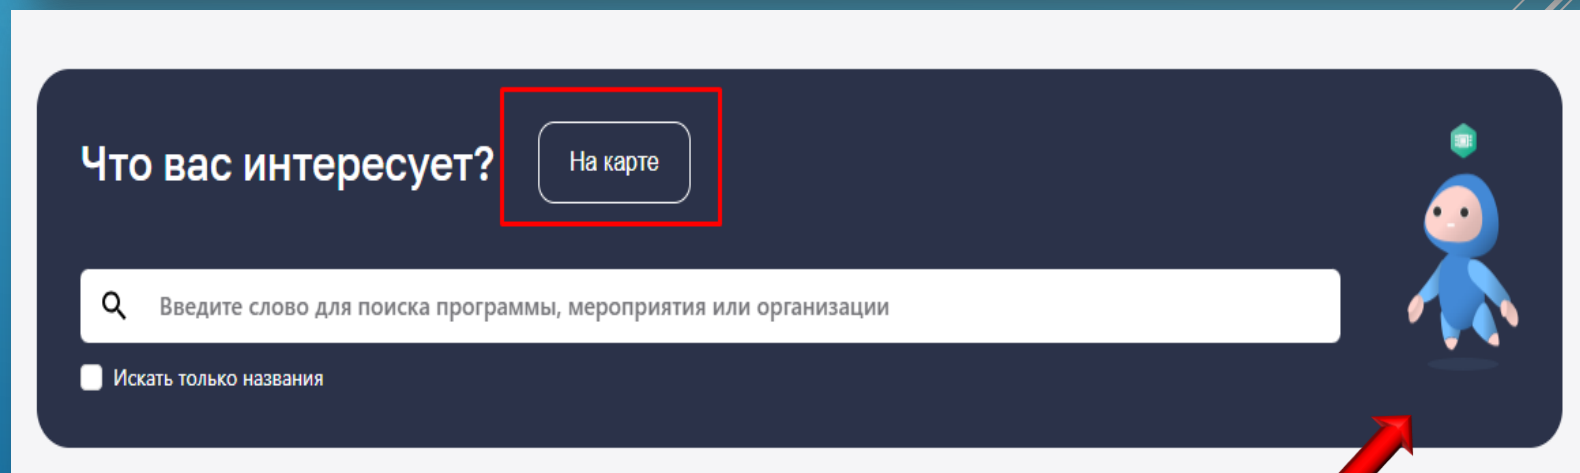 Что вас интересует?
На карте
Введите слово для поиска программы, мероприятия или организации
Искать только названия